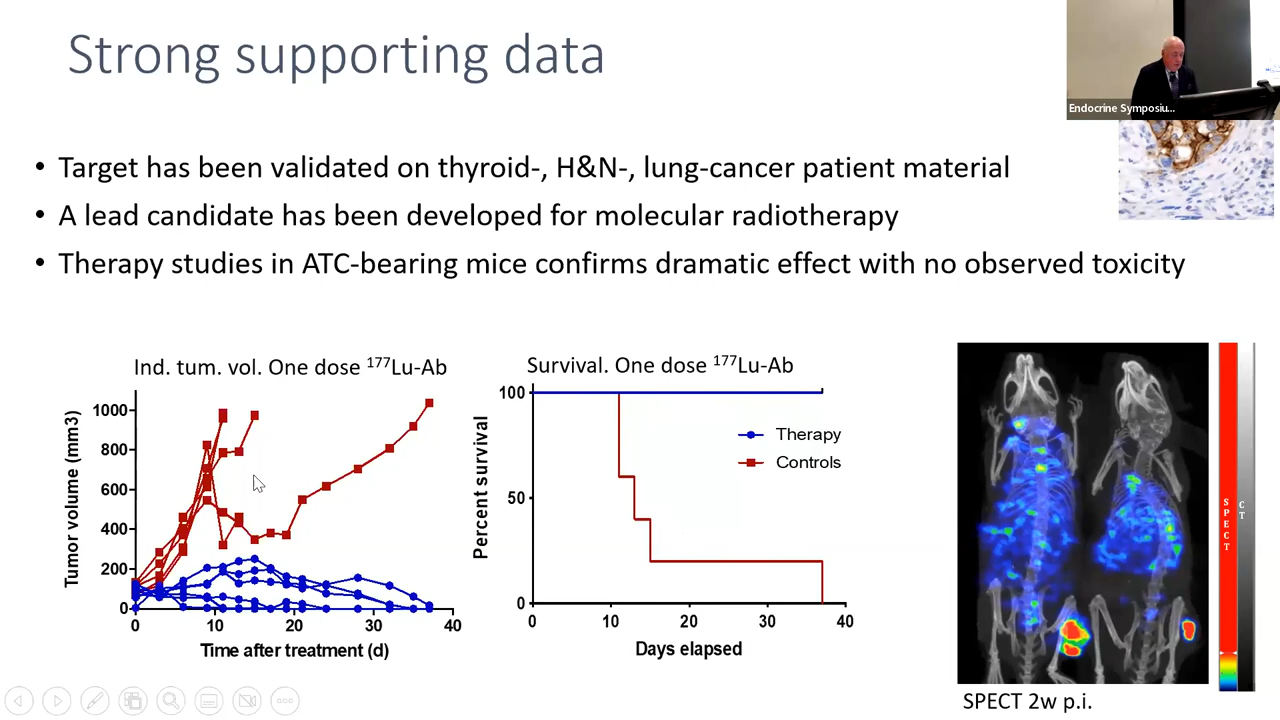 Strong supporting data
Endocrine Symposiu...
• Target has been validated on thyroid-, H&N-, lung-cancer patient material
• A lead candidate has been developed for molecular radiotherapy
• Therapy studies in ATC-bearing mice confirms dramatic effect with no observed toxicity
Ind. tum. vol. One dose ¹⁷⁷Lu-Ab
Tumor volume (mm3)
1000
800
600
400
200
0
0 10 20 30 40
Time after treatment (d)
Survival. One dose ¹⁷⁷Lu-Ab
Percent survival
100
50
0
Therapy
Controls
0 10 20 30 40
Days elapsed
SPECT
CT
SPECT 2w p.i.